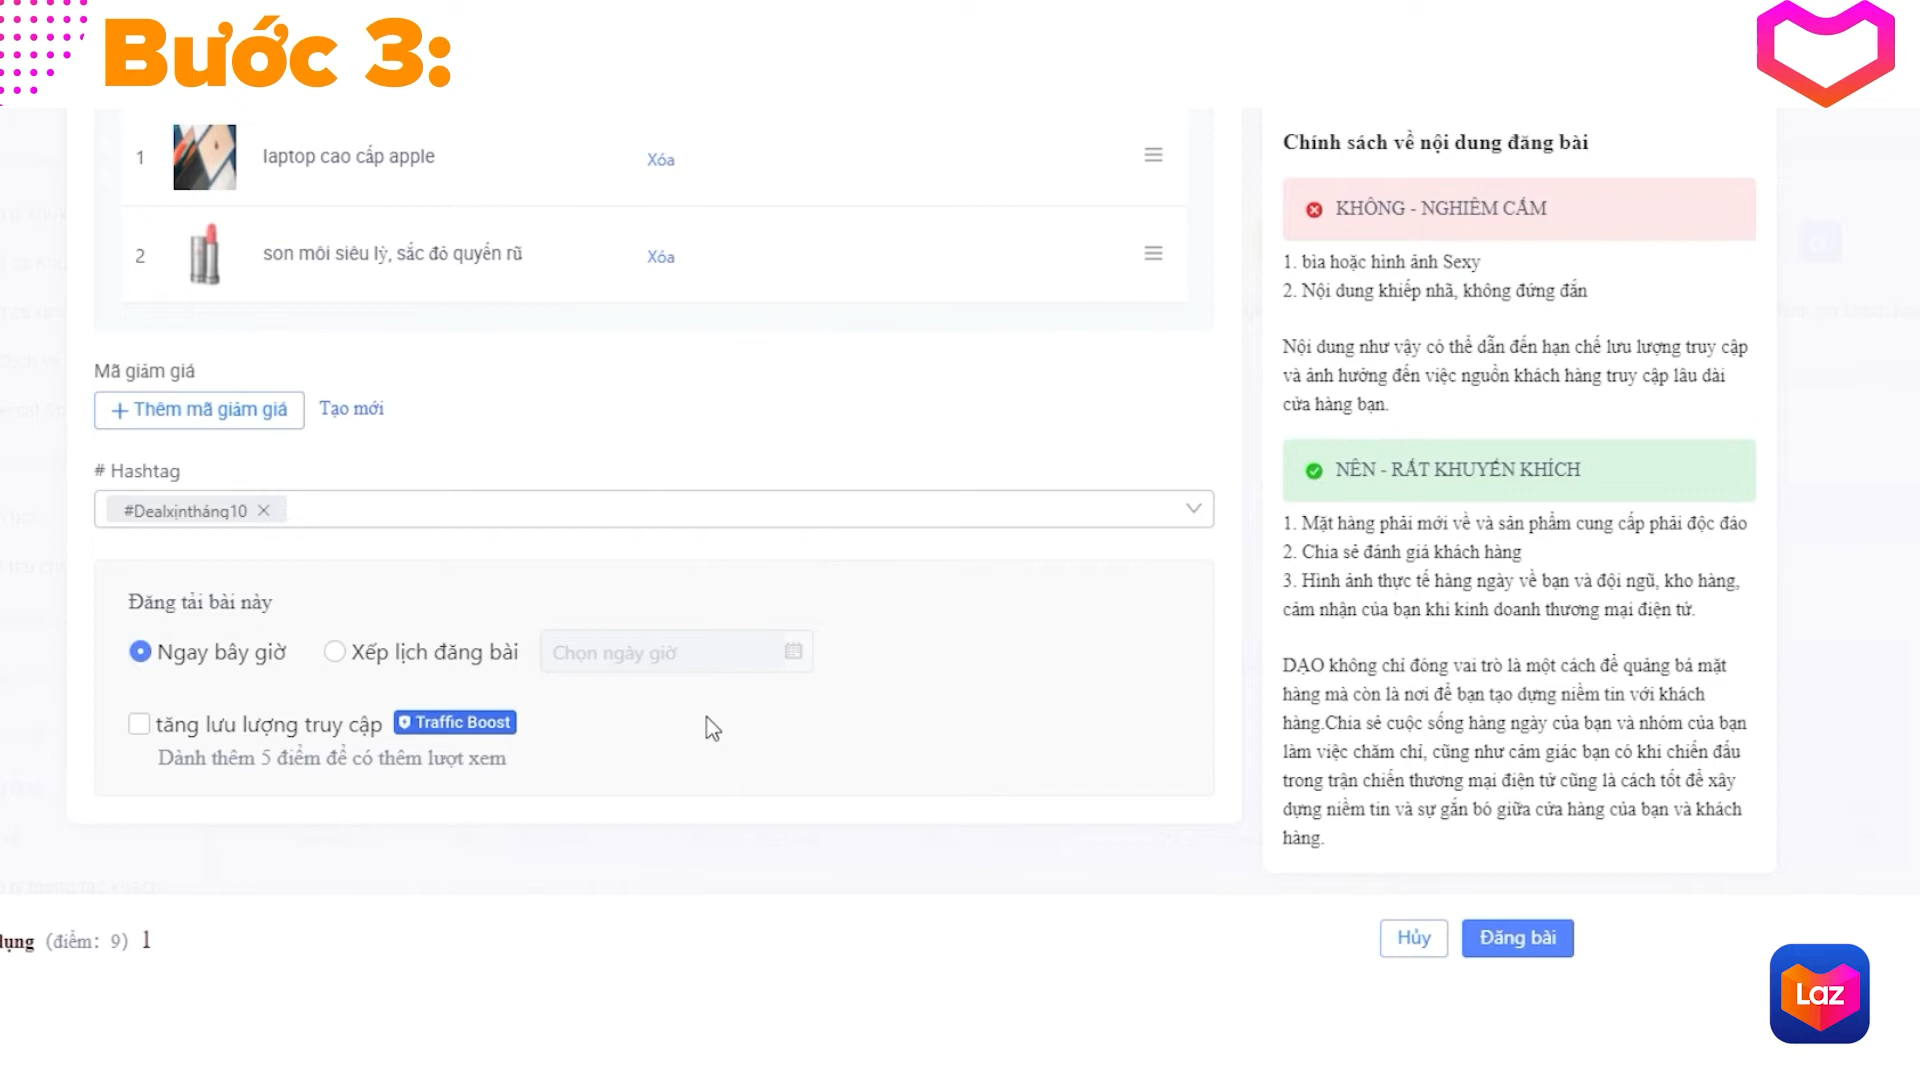 Bước 3:
1 laptop cao cấp apple Xóa
2 son môi siêu lỳ, sắc đỏ quyến rũ Xóa
Mã giảm giá
+ Thêm mã giảm giá Tạo mới
# Hashtag
#Dealxịntháng10 ×
Đăng tải bài này
Ngay bây giờ Xếp lịch đăng bài Chọn ngày giờ
tăng lưu lượng truy cập Traffic Boost
Dành thêm 5 điểm để có thêm lượt xem
Chính sách về nội dung đăng bài
KHÔNG - NGHIÊM CẤM
1. bìa hoặc hình ảnh Sexy
2. Nội dung khiếp nhã, không đứng đắn
Nội dung như vậy có thể dẫn đến hạn chế lưu lượng truy cập
và ảnh hưởng đến việc nguồn khách hàng truy cập lâu dài
cửa hàng bạn.
NÊN - RẤT KHUYẾN KHÍCH
1. Mặt hàng phải mới về và sản phẩm cung cấp phải độc đáo
2. Chia sẻ đánh giá khách hàng
3. Hình ảnh thực tế hàng ngày về bạn và đội ngũ, kho hàng,
cảm nhận của bạn khi kinh doanh thương mại điện tử.
DẠO không chỉ đóng vai trò là một cách để quảng bá mặt
hàng mà còn là nơi để bạn tạo dựng niềm tin với khách
hàng.Chia sẻ cuộc sống hàng ngày của bạn và nhóm của bạn
làm việc chăm chỉ, cũng như cảm giác bạn có khi chiến đấu
trong trận chiến thương mại điện tử cũng là cách tốt để xây
dựng niềm tin và sự gắn bó giữa cửa hàng của bạn và khách
hàng.
dụng (điểm: 9) 1
Hủy Đăng bài
Laz